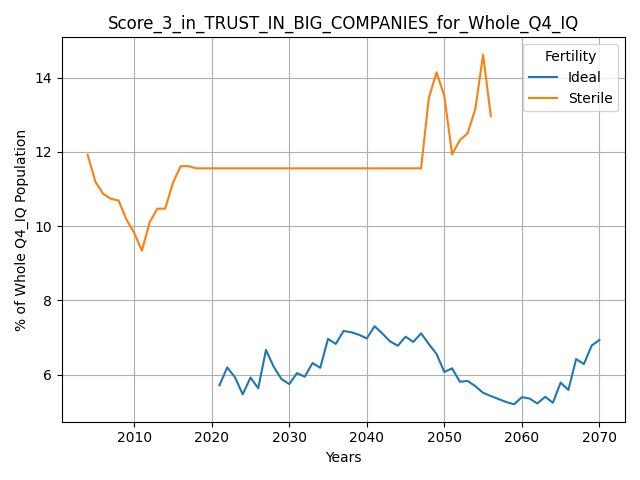 Score_3_in_TRUST_IN_BIG_COMPANIES_for_Whole_Q4_IQ
% of Whole Q4_IQ Population
14
12
10
8
6
Fertility
Ideal
Sterile
2010 2020 2030 2040 2050 2060 2070
Years